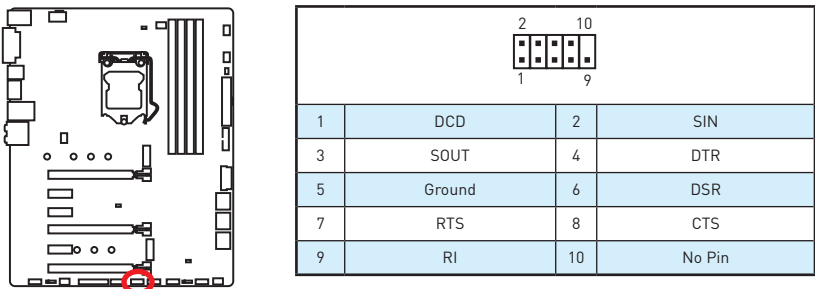 2 10
1 9
1 DCD 2 SIN
3 SOUT 4 DTR
5 Ground 6 DSR
7 RTS 8 CTS
9 RI 10 No Pin